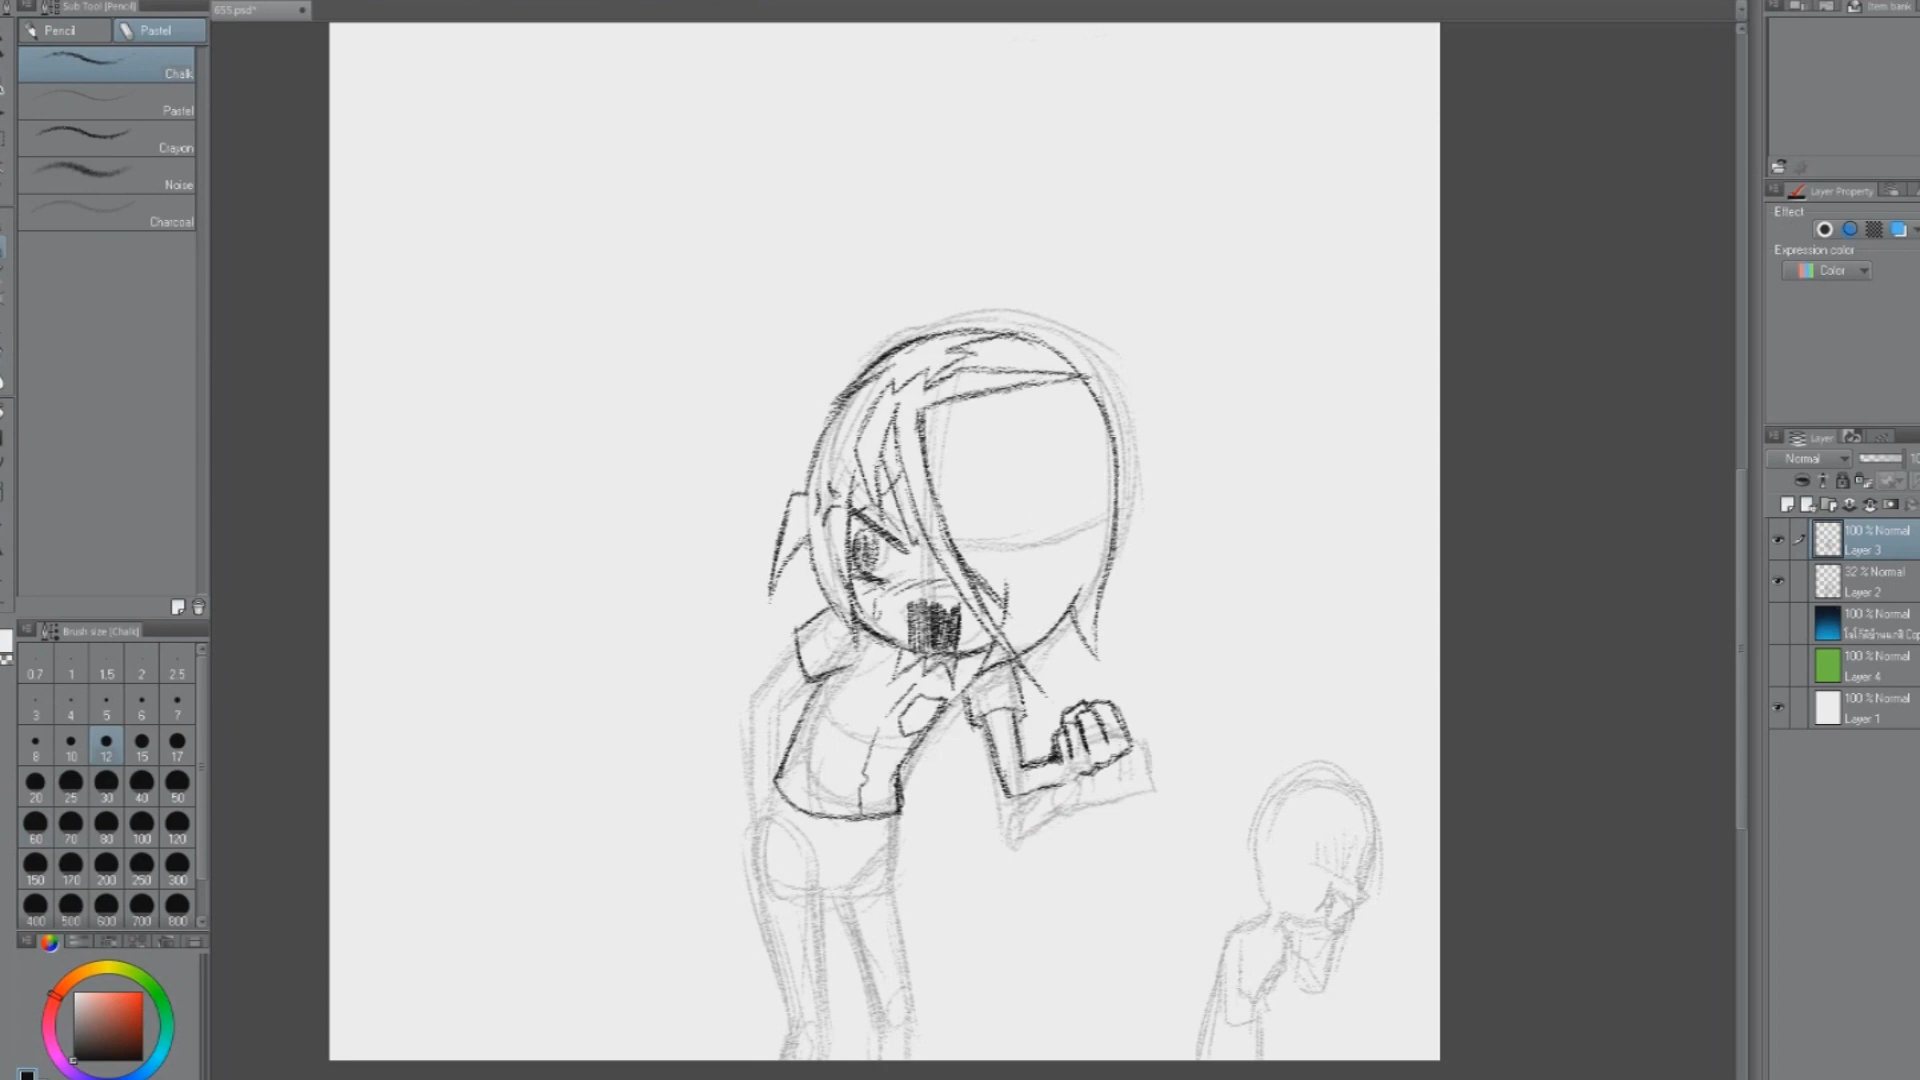 Sub Tool [Pencil]
Pencil
Pastel
Chalk
Pastel
Crayon
Noise
Charcoal
Brush size [Chalk]
0.7 1 1.5 2 2.5
3 4 5 6 7
8 10 12 15 17
20 25 30 40 50
60 70 80 100 120
150 170 200 250 300
400 500 600 700 800
655.psd*
Item bank
Layer Property
Effect
Expression color
Color
Layer
Normal
100 % Normal
Layer 3
32 % Normal
Layer 2
100 % Normal
100 % Normal
Layer 4
100 % Normal
Layer 1